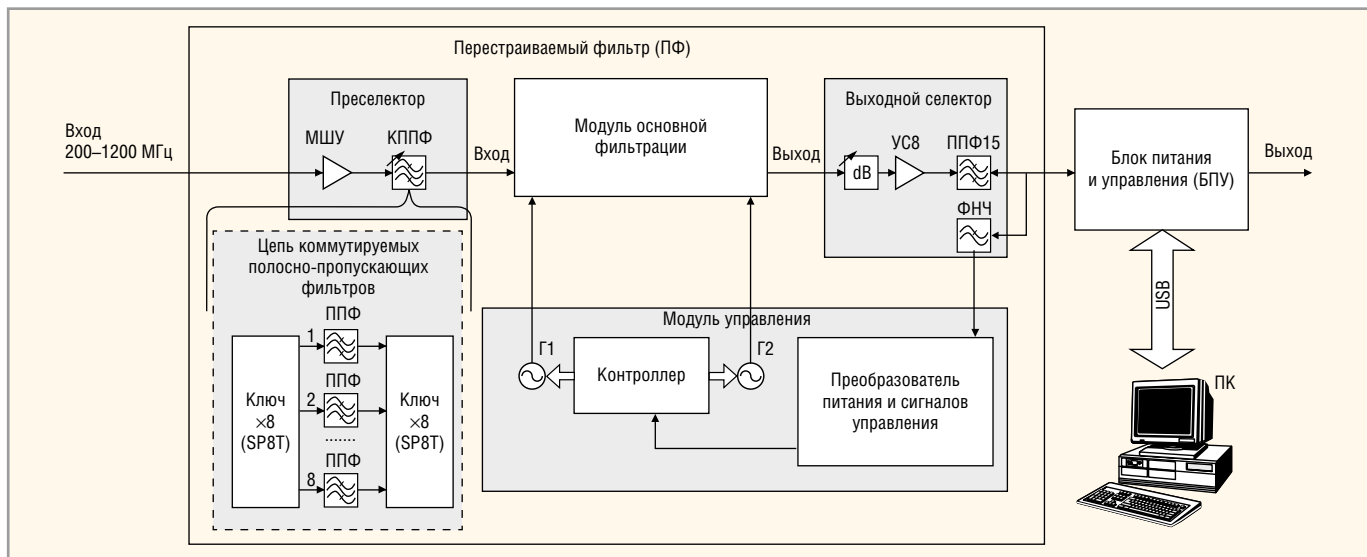 Перестраиваемый фильтр (ПФ)
Вход
200–1200 МГц
Преселектор
МШУ
КППФ
Вход
Модуль основной
фильтрации
Выход
Выходной селектор
dB
УС8
ППФ15
ФНЧ
Блок питания
и управления (БПУ)
Выход
USB
ПК
Цепь коммутируемых
полосно-пропускающих
фильтров
Ключ
×8
(SP8T)
1
ППФ
2
ППФ
........
8
ППФ
Ключ
×8
(SP8T)
Модуль управления
Г1
Контроллер
Г2
Преобразователь
питания и сигналов
управления